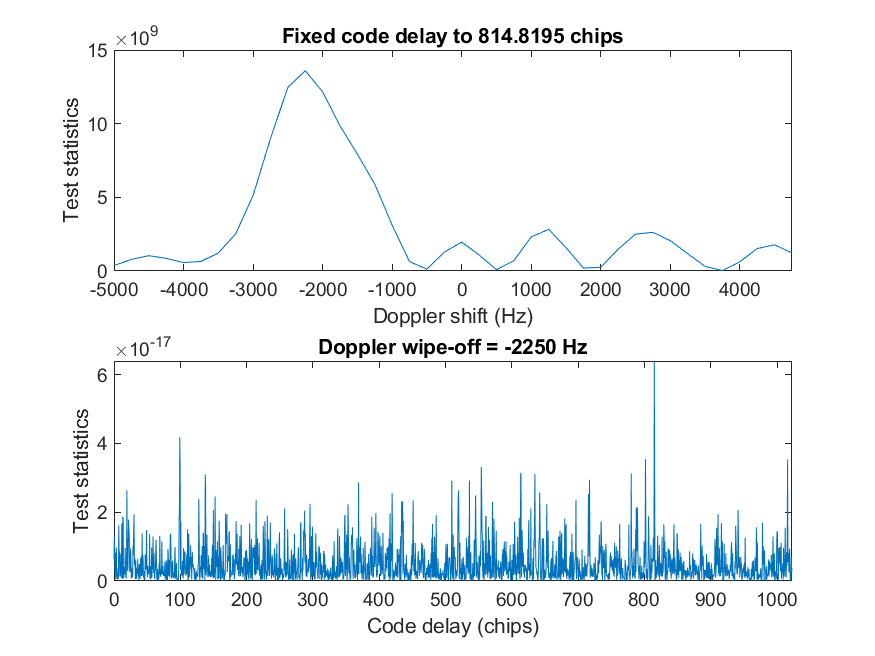 ×10^9
Fixed code delay to 814.8195 chips
15
10
5
0
Test statistics
-5000 -4000 -3000 -2000 -1000 0 1000 2000 3000 4000
Doppler shift (Hz)
×10^-17
Doppler wipe-off = -2250 Hz
6
4
2
0
Test statistics
0 100 200 300 400 500 600 700 800 900 1000
Code delay (chips)